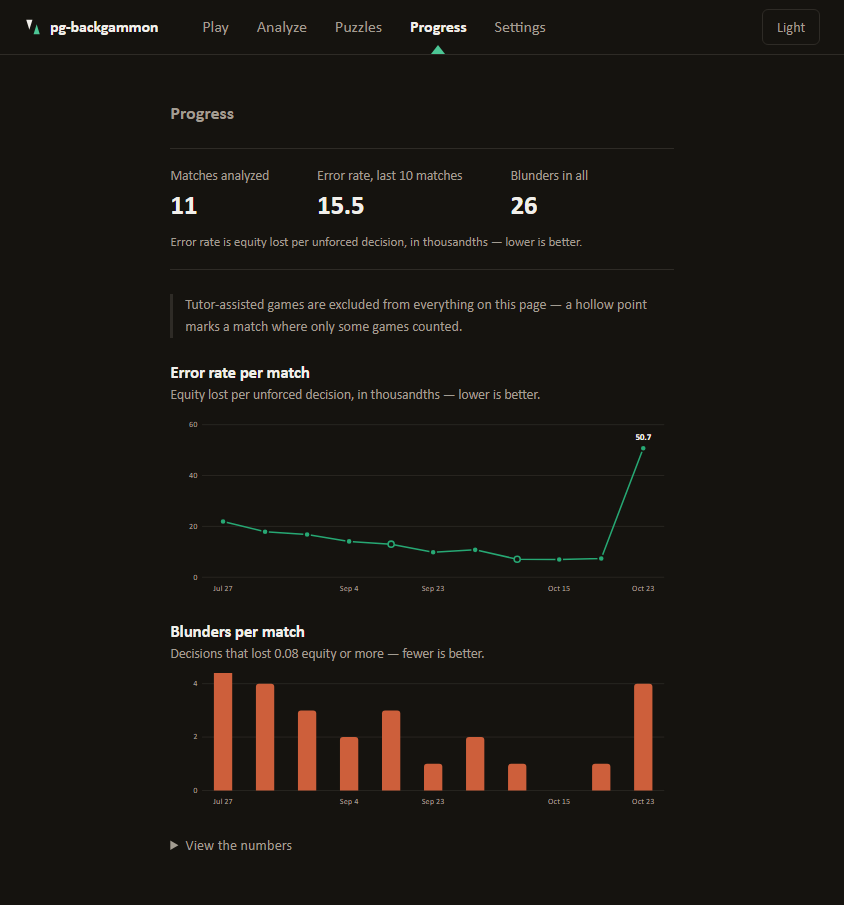 pg-backgammon Play Analyze Puzzles Progress Settings Light
Progress
Matches analyzed Error rate, last 10 matches Blunders in all
11 15.5 26
Error rate is equity lost per unforced decision, in thousandths — lower is better.
Tutor-assisted games are excluded from everything on this page — a hollow point
marks a match where only some games counted.
Error rate per match
Equity lost per unforced decision, in thousandths — lower is better.
60
50.7
40
20
0
Jul 27 Sep 4 Sep 23 Oct 15 Oct 23
Blunders per match
Decisions that lost 0.08 equity or more — fewer is better.
4
2
0
Jul 27 Sep 4 Sep 23 Oct 15 Oct 23
View the numbers